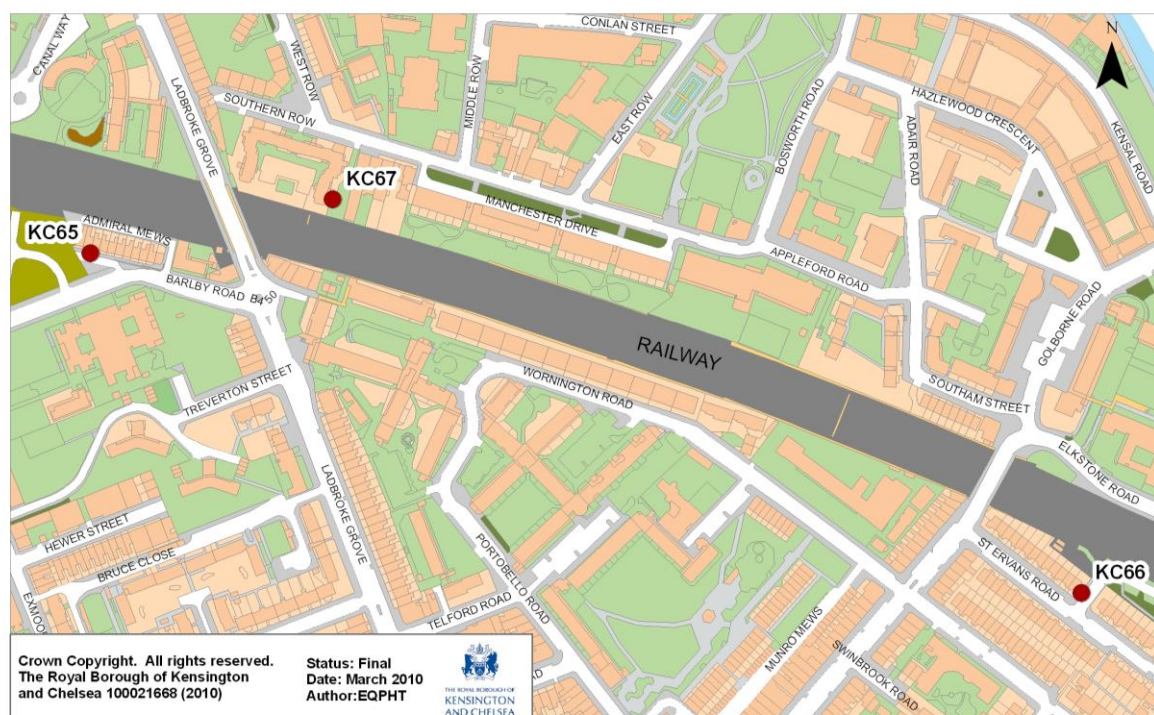 CONLAN STREET
N
CANAL WAY
LADBROKE GROVE
WEST ROW
MIDDLE ROW
SOUTHERN ROW
EAST ROW
BOSWORTH ROAD
HAZLEWOOD CRESCENT
ADAIR ROAD
KENSAL ROAD
KC67
MANCHESTER DRIVE
KC65
ADMIRAL MEWS
BARLBY ROAD
APPLEFORD ROAD
GOLBORNE ROAD
RAILWAY
TREVERTON STREET
WORNINGTON ROAD
SOUTHAM STREET
ELKSTONE ROAD
LADBROKE GROVE
HEWER STREET
BRUCE CLOSE
PORTOBELLO ROAD
ST ERVANS ROAD
KC66
TELFORD ROAD
MUNRO MEWS
SWINBROOK ROAD
Crown Copyright. All rights reserved.
The Royal Borough of Kensington
and Chelsea 100021668 (2010)
Status: Final
Date: March 2010
Author:EQPHT
THE ROYAL BOROUGH OF
KENSINGTON
AND CHELSEA